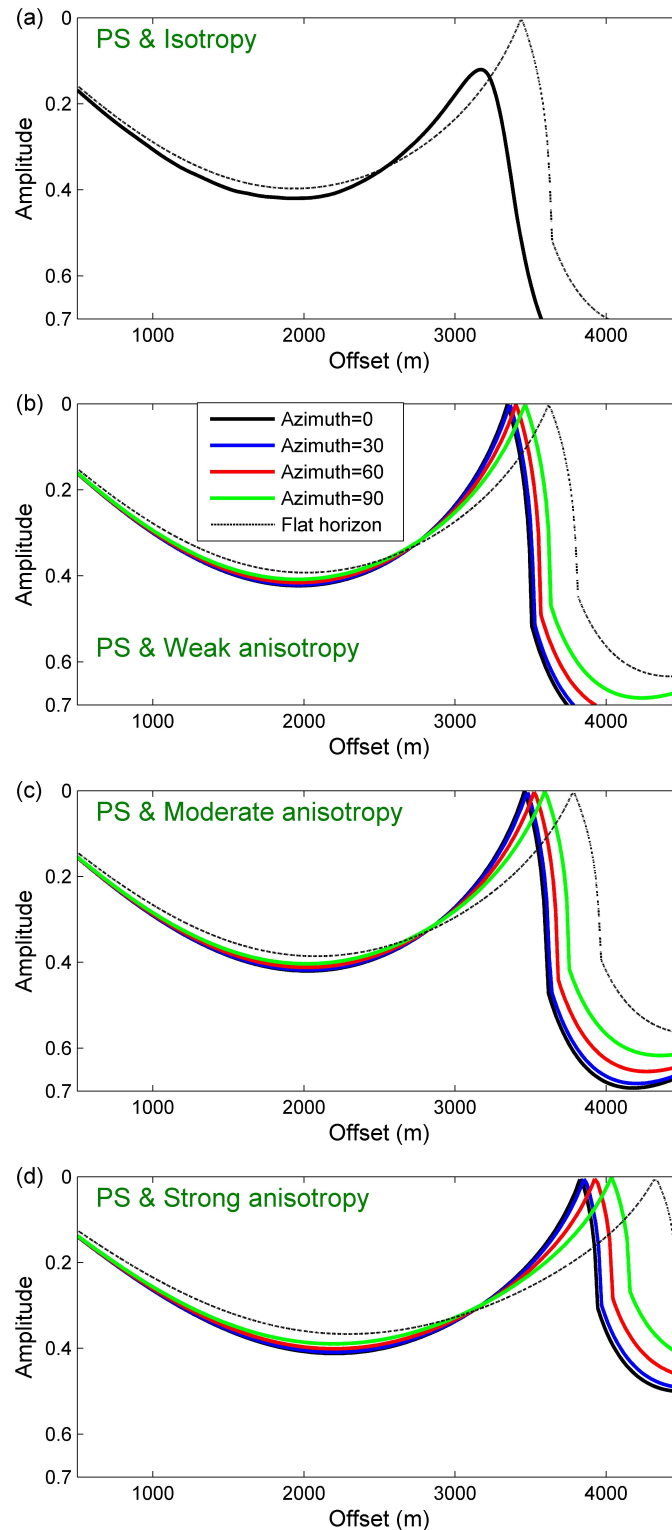 (a)
PS & Isotropy
0
0.2
0.4
0.6
0.7
Amplitude
1000 2000 3000 4000
Offset (m)
(b)
0
0.2
0.4
0.6
0.7
Amplitude
Azimuth=0
Azimuth=30
Azimuth=60
Azimuth=90
Flat horizon
PS & Weak anisotropy
1000 2000 3000 4000
Offset (m)
(c)
PS & Moderate anisotropy
0
0.2
0.4
0.6
0.7
Amplitude
1000 2000 3000 4000
Offset (m)
(d)
PS & Strong anisotropy
0
0.2
0.4
0.6
0.7
Amplitude
1000 2000 3000 4000
Offset (m)